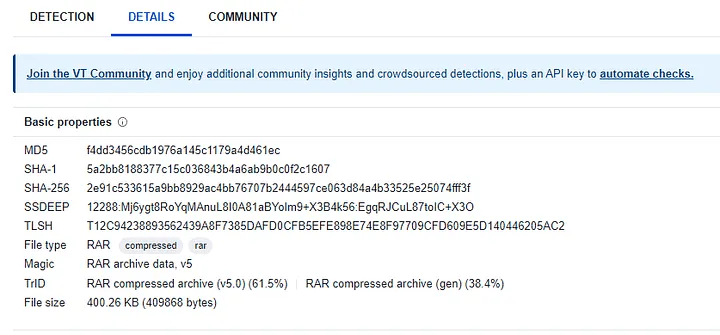 DETECTION DETAILS COMMUNITY
Join the VT Community and enjoy additional community insights and crowdsourced detections, plus an API key to automate checks.
Basic properties
MD5 f4dd3456cdb1976a145c1179a4d461ec
SHA-1 5a2bb8188377c15c036843b4a6ab9b0c0f2c1607
SHA-256 2e91c533615a9bb8929ac4bb76707b2444597ce063d84a4b33525e25074fff3f
SSDEEP 12288:Mj6ygt8RoYqMAnuL8I0A81aBYolm9+X3B4k56:EgqRJCuL87toIC+X3O
TLSH T12C94238893562439A8F7385DAFD0CFB5EFE898E74E8F97709CFD609E5D140446205AC2
File type RAR compressed rar
Magic RAR archive data, v5
TrID RAR compressed archive (v5.0) (61.5%) RAR compressed archive (gen) (38.4%)
File size 400.26 KB (409868 bytes)